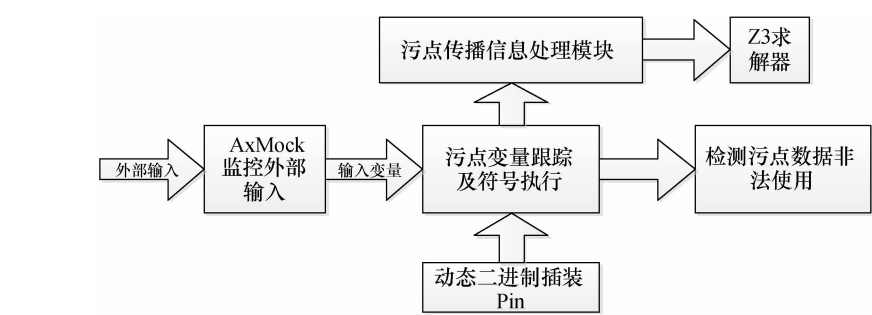 污点传播信息处理模块
Z3求
解器
外部输入
AxMock
监控外部
输入
输入变量
污点变量跟踪
及符号执行
检测污点数据非
法使用
动态二进制插装
Pin